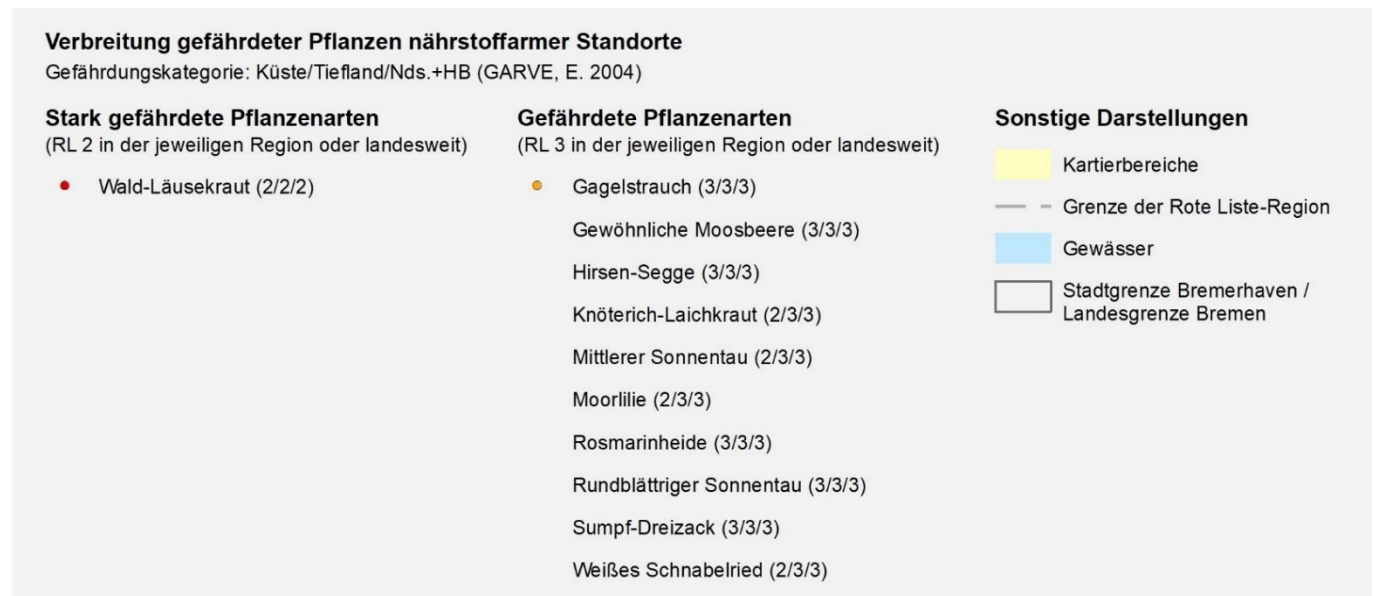 Verbreitung gefährdeter Pflanzen nährstoffarmer Standorte
Gefährdungskategorie: Küste/Tiefland/Nds.+HB (GARVE, E. 2004)
Stark gefährdete Pflanzenarten
(RL 2 in der jeweiligen Region oder landesweit)
Wald-Läusekraut (2/2/2)
Gefährdete Pflanzenarten
(RL 3 in der jeweiligen Region oder landesweit)
Gagelstrauch (3/3/3)
Gewöhnliche Moosbeere (3/3/3)
Hirsen-Segge (3/3/3)
Knöterich-Laichkraut (2/3/3)
Mittlerer Sonnentau (2/3/3)
Moorlilie (2/3/3)
Rosmarinheide (3/3/3)
Rundblättriger Sonnentau (3/3/3)
Sumpf-Dreizack (3/3/3)
Weißes Schnabelried (2/3/3)
Sonstige Darstellungen
Kartierbereiche
Grenze der Rote Liste-Region
Gewässer
Stadtgrenze Bremerhaven /
Landesgrenze Bremen